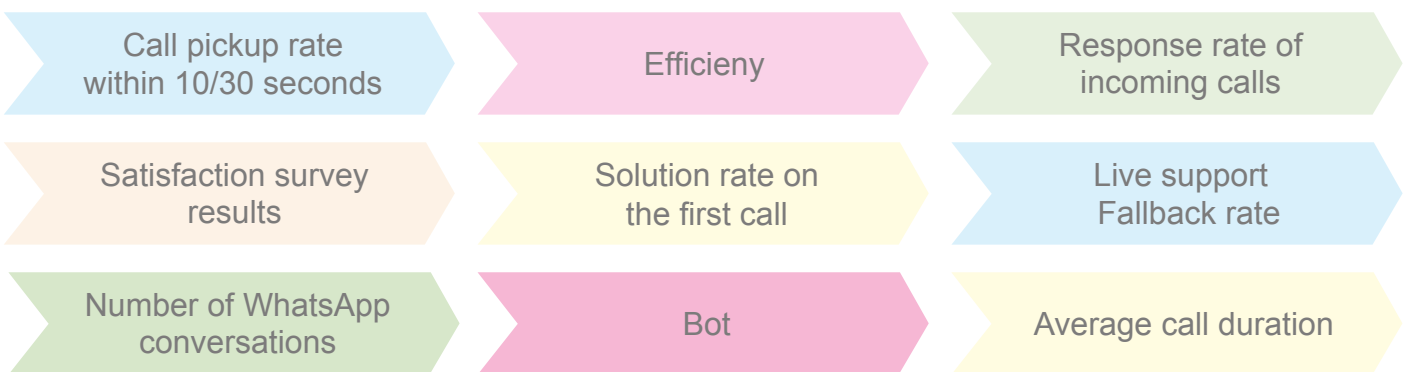 Call pickup rate
within 10/30 seconds
Efficieny
Response rate of
incoming calls
Satisfaction survey
results
Solution rate on
the first call
Live support
Fallback rate
Number of WhatsApp
conversations
Bot
Average call duration